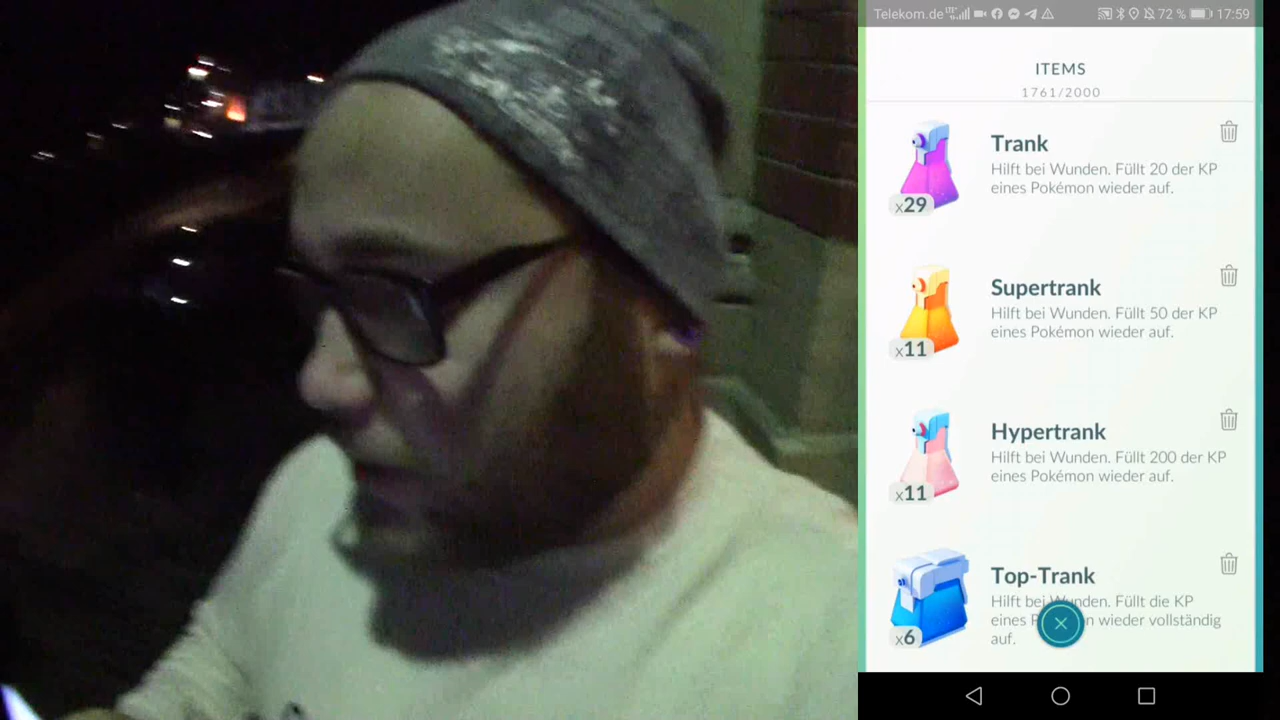 Telekom.de LTE 72 % 17:59
ITEMS
1761/2000
Trank
Hilft bei Wunden. Füllt 20 der KP
eines Pokémon wieder auf.
x29
Supertrank
Hilft bei Wunden. Füllt 50 der KP
eines Pokémon wieder auf.
x11
Hypertrank
Hilft bei Wunden. Füllt 200 der KP
eines Pokémon wieder auf.
x11
Top-Trank
Hilft bei Wunden. Füllt die KP
eines wieder vollständig
auf.
x6